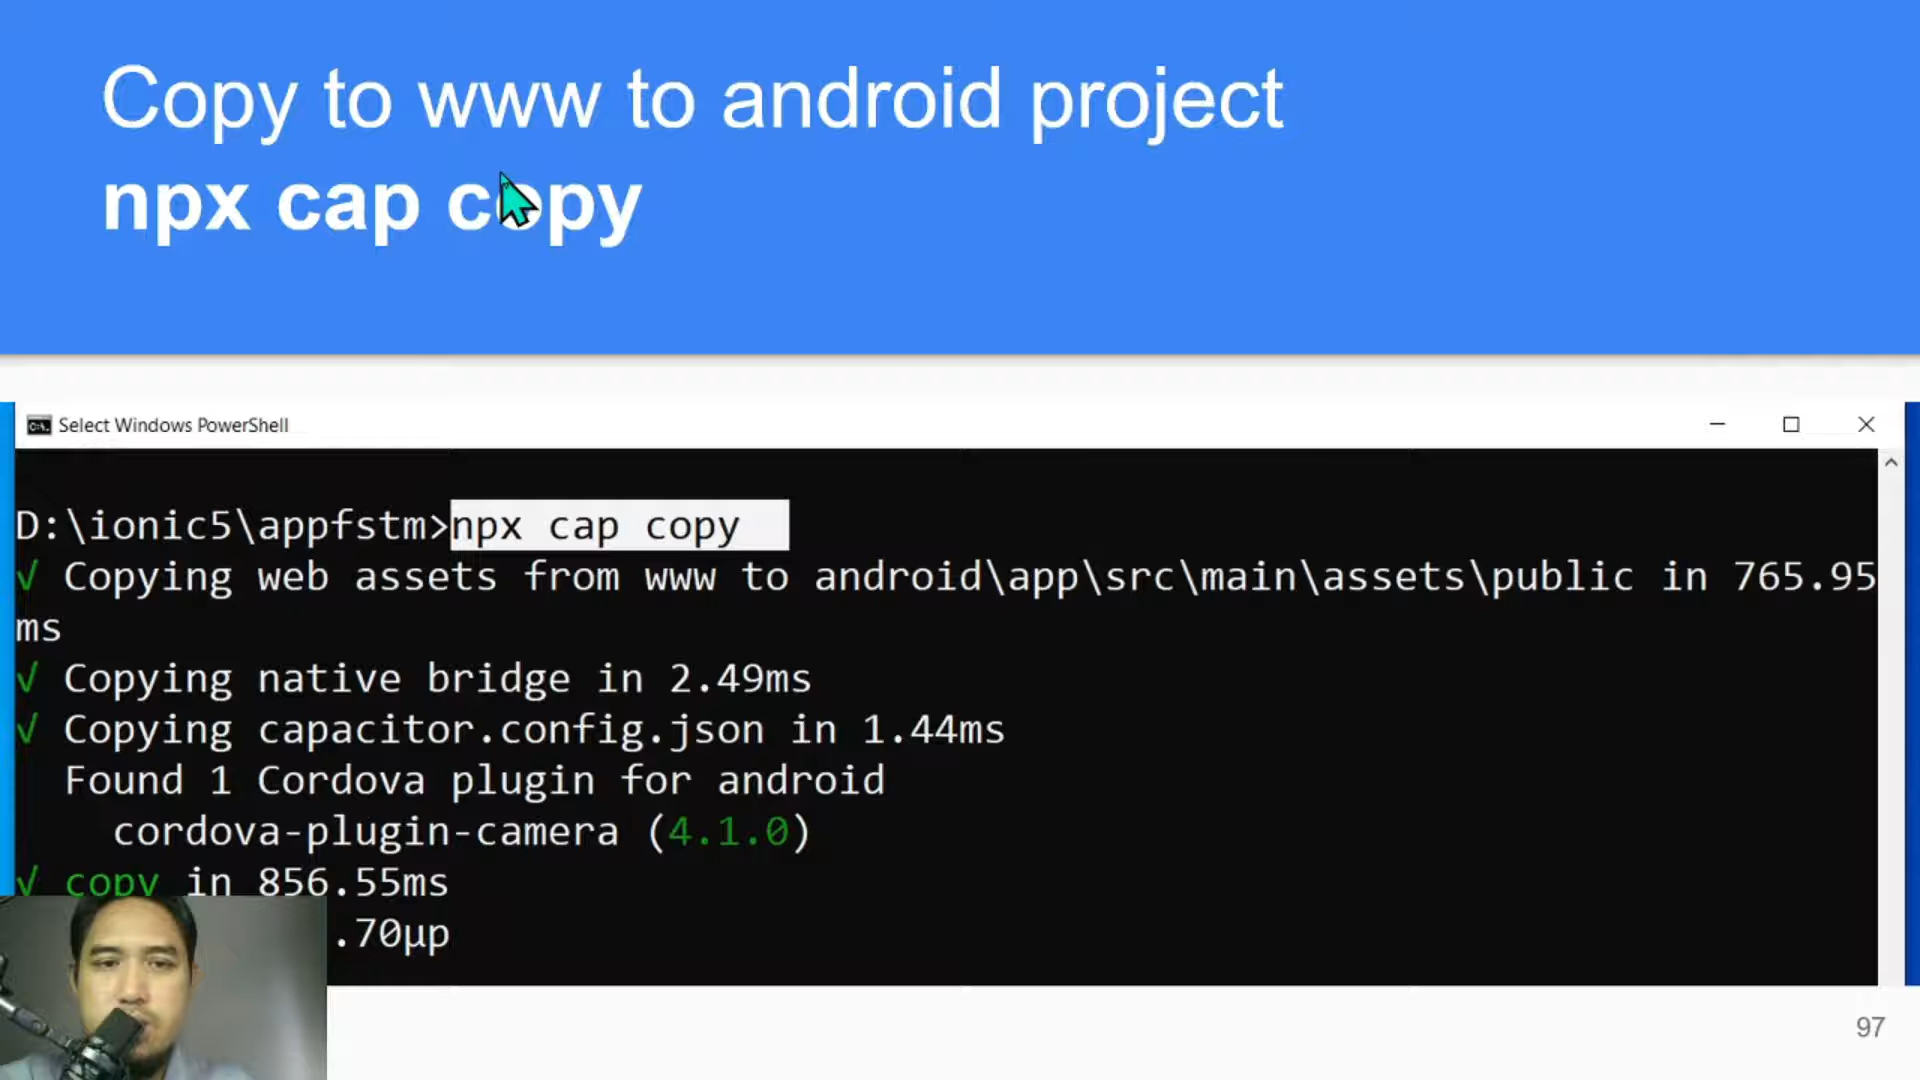 Copy to www to android project
npx cap copy
Select Windows PowerShell
D:\ionic5\appfstm>npx cap copy
√ Copying web assets from www to android\app\src\main\assets\public in 765.95
ms
√ Copying native bridge in 2.49ms
√ Copying capacitor.config.json in 1.44ms
Found 1 Cordova plugin for android
cordova-plugin-camera (4.1.0)
√ copy in 856.55ms
.70μp
97